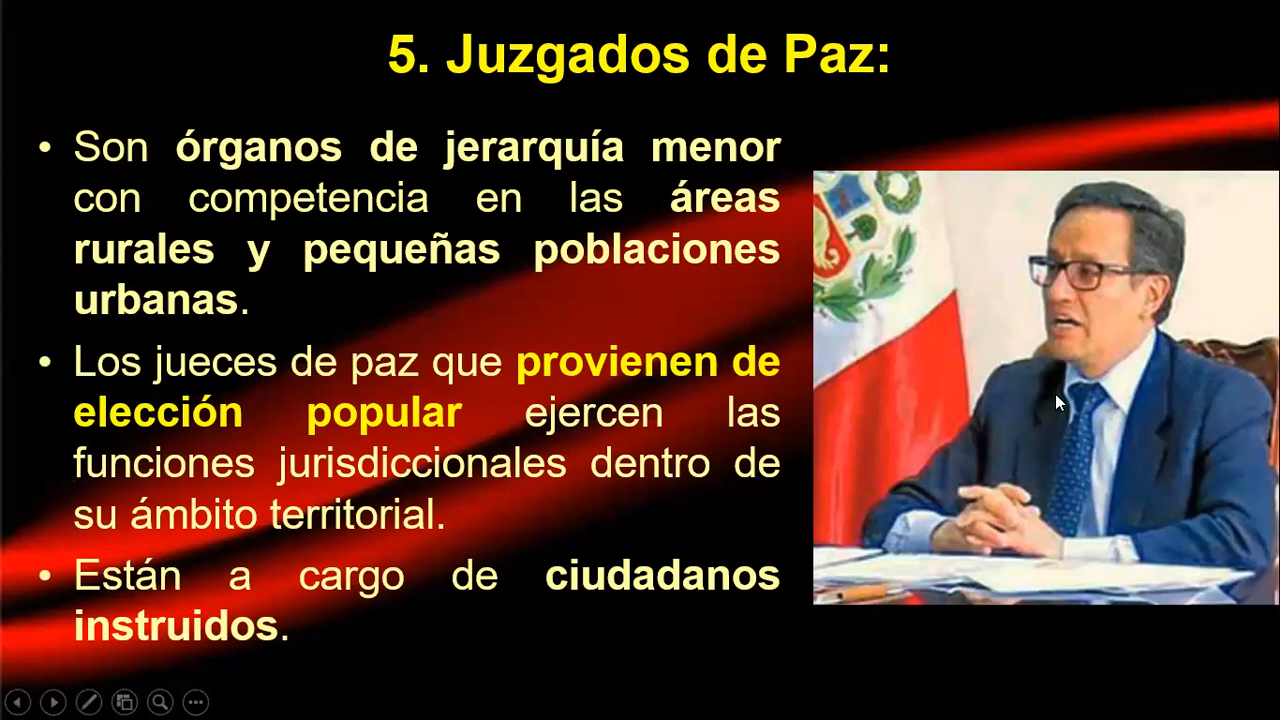 5. Juzgados de Paz:
• Son órganos de jerarquía menor
con competencia en las áreas
rurales y pequeñas poblaciones
urbanas.
• Los jueces de paz que provienen de
elección popular ejercen las
funciones jurisdiccionales dentro de
su ámbito territorial.
• Están a cargo de ciudadanos
instruidos.